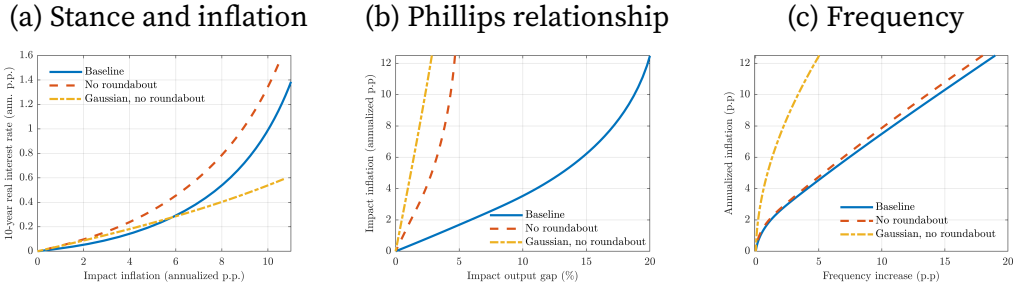 (a) Stance and inflation
10-year real interest rate (ann. p.p.)
1.6
1.4
1.2
1
0.8
0.6
0.4
0.2
0
Baseline
No roundabout
Gaussian, no roundabout
0 2 4 6 8 10
Impact inflation (annualized p.p.)
(b) Phillips relationship
Impact inflation (annualized p.p)
12
10
8
6
4
2
0
Baseline
No roundabout
Gaussian, no roundabout
0 5 10 15 20
Impact output gap (%)
(c) Frequency
Annualized inflation (p.p)
12
10
8
6
4
2
0
Baseline
No roundabout
Gaussian, no roundabout
0 5 10 15 20
Frequency increase (p.p)